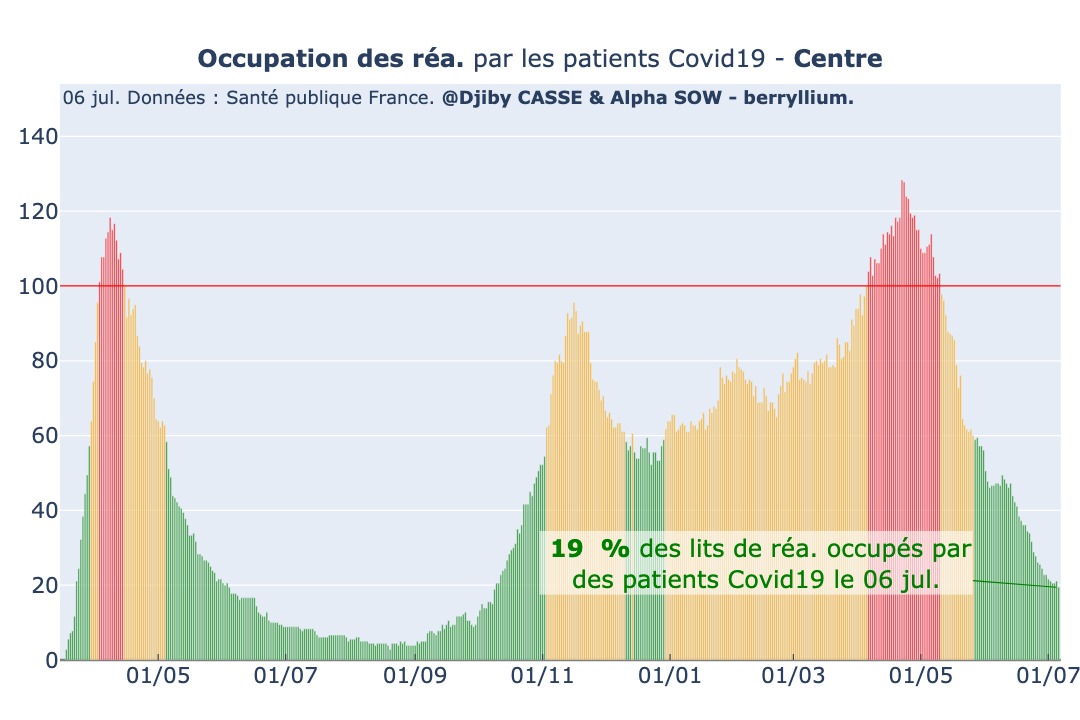 Occupation des réa. par les patients Covid19 - Centre
06 jul. Données : Santé publique France. @Djiby CASSE & Alpha SOW - berryllium.
140
120
100
80
60
40
20
0
19  % des lits de réa. occupés par
des patients Covid19 le 06 jul.
01/05 01/07 01/09 01/11 01/01 01/03 01/05 01/07